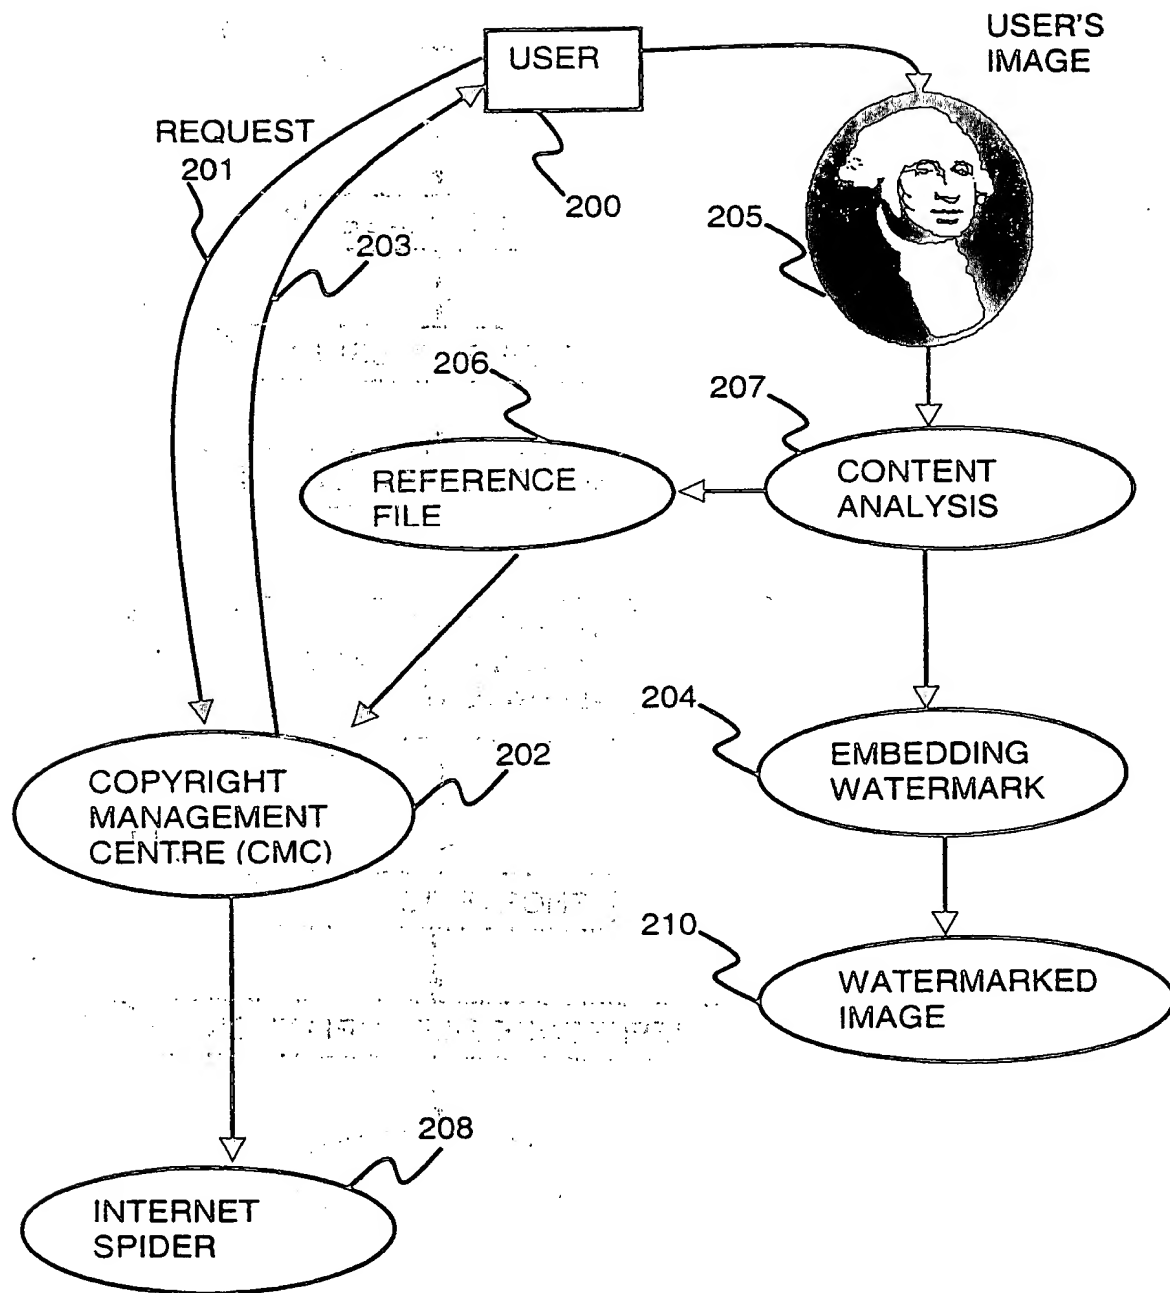 USER
USER'S
IMAGE
REQUEST
201
200
203
205
206
207
REFERENCE
FILE
CONTENT
ANALYSIS
204
EMBEDDING
WATERMARK
202
COPYRIGHT
MANAGEMENT
CENTRE (CMC)
210
WATERMARKED
IMAGE
208
INTERNET
SPIDER